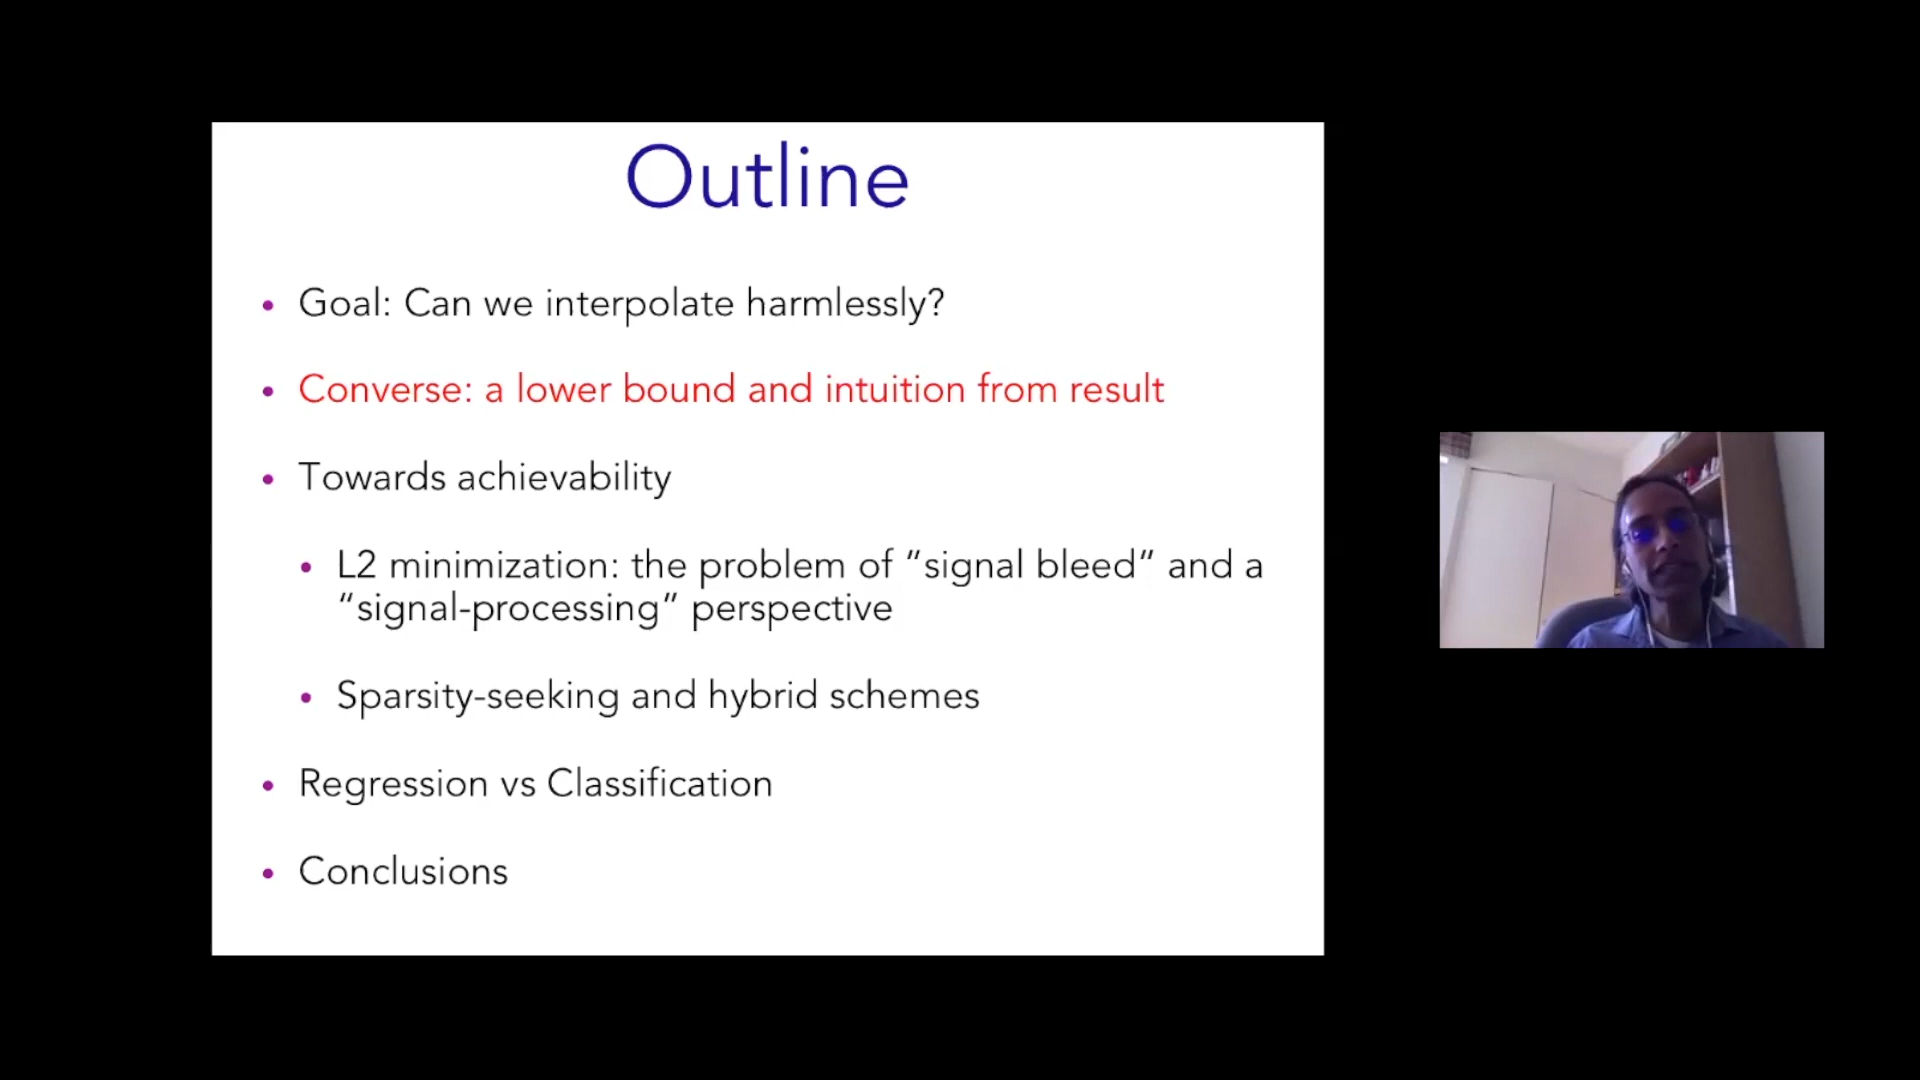 Outline
• Goal: Can we interpolate harmlessly?
• Converse: a lower bound and intuition from result
• Towards achievability
• L2 minimization: the problem of “signal bleed” and a
“signal-processing” perspective
• Sparsity-seeking and hybrid schemes
• Regression vs Classification
• Conclusions